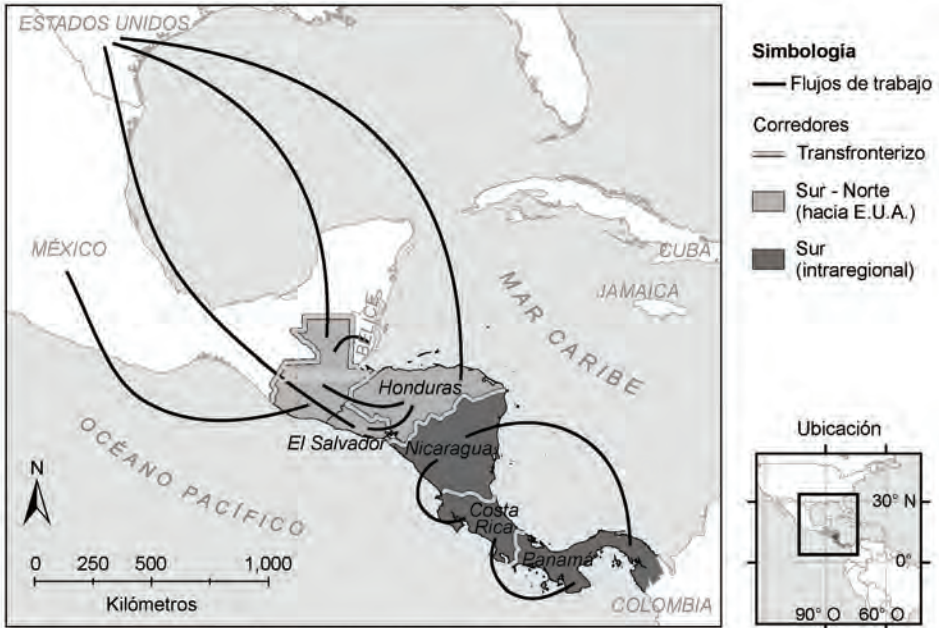 ESTADOS UNIDOS
MÉXICO
BELICE
CUBA
JAMAICA
MAR CARIBE
Honduras
El Salvador
Nicaragua
OCÉANO PACÍFICO
Costa
Rica
Panamá
COLOMBIA
N
0 2500 5000 1,000
Kilómetros
Simbología
Flujos de trabajo
Corredores
Transfronterizo
Sur - Norte
(hacia E.U.A.)
Sur
(intraregional)
Ubicación
30° N
0°
90° O 60° O